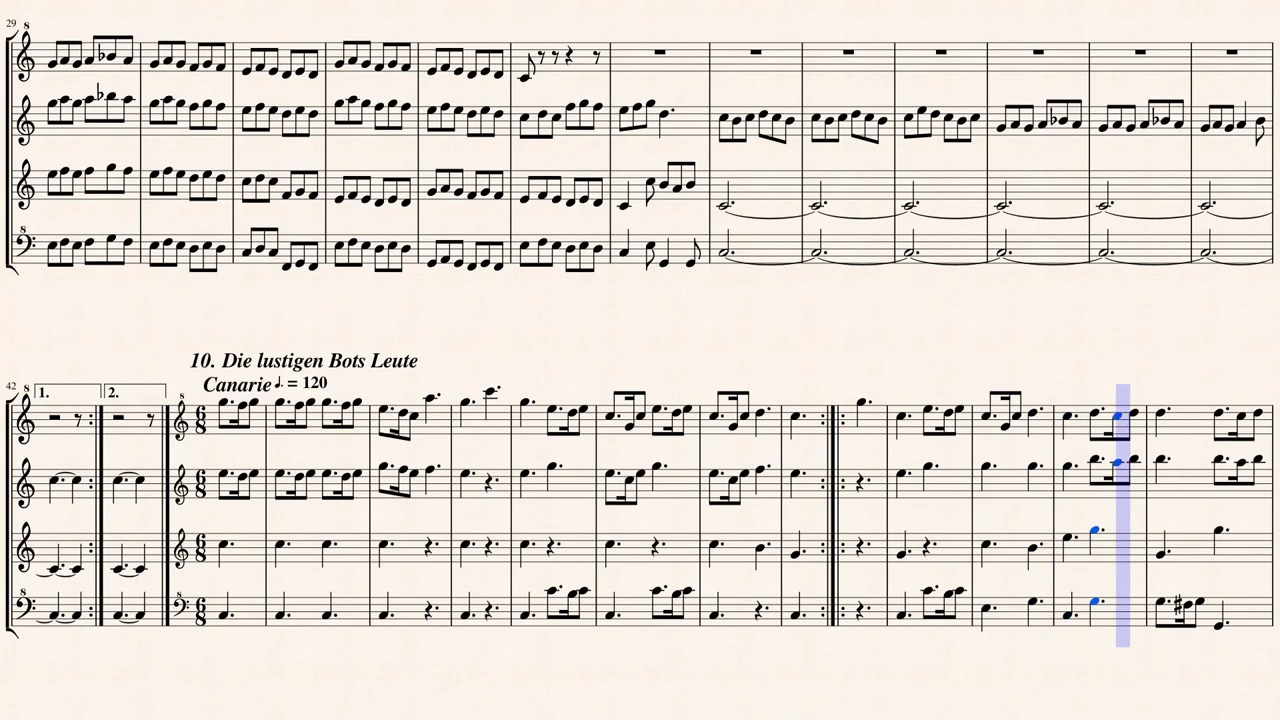 29
10. Die lustigen Bots Leute
Canarie ♩. = 120
42
1.
2.